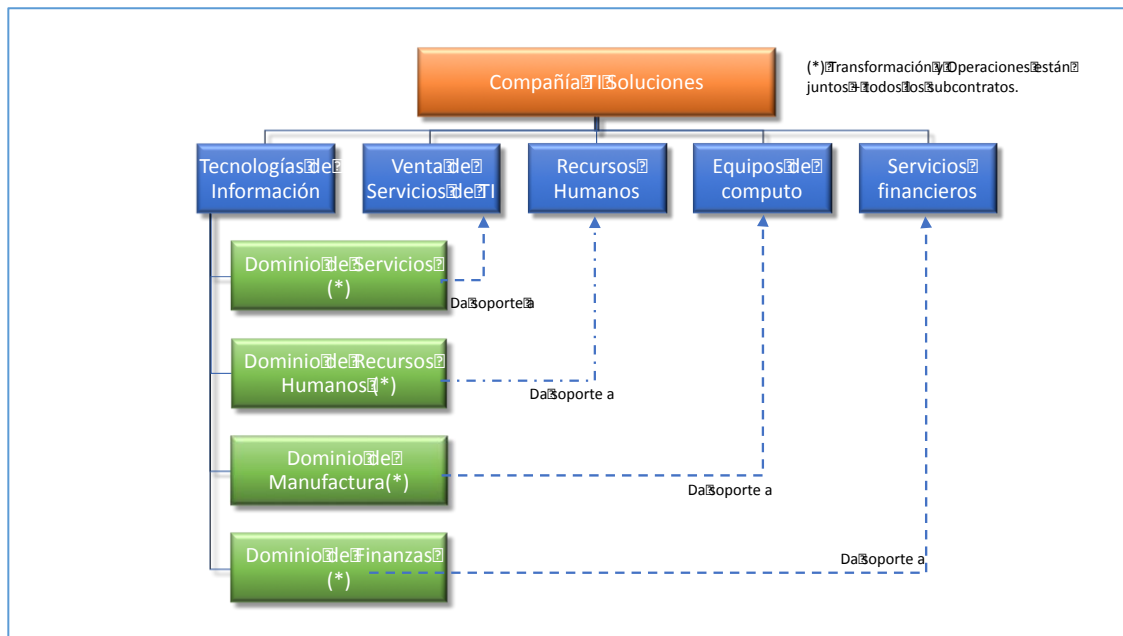 Compañía TI Soluciones
(*) Transformación y Operaciones están
juntos + todos los subcontratos.
Tecnologías de
Información
Venta de
Servicios de TI
Recursos
Humanos
Equipos de
computo
Servicios
financieros
Dominio de Servicios
(*)
Da soporte a
Dominio de Recursos
Humanos (*)
Da soporte a
Dominio de
Manufactura(*)
Da soporte a
Dominio de Finanzas
(*)
Da soporte a